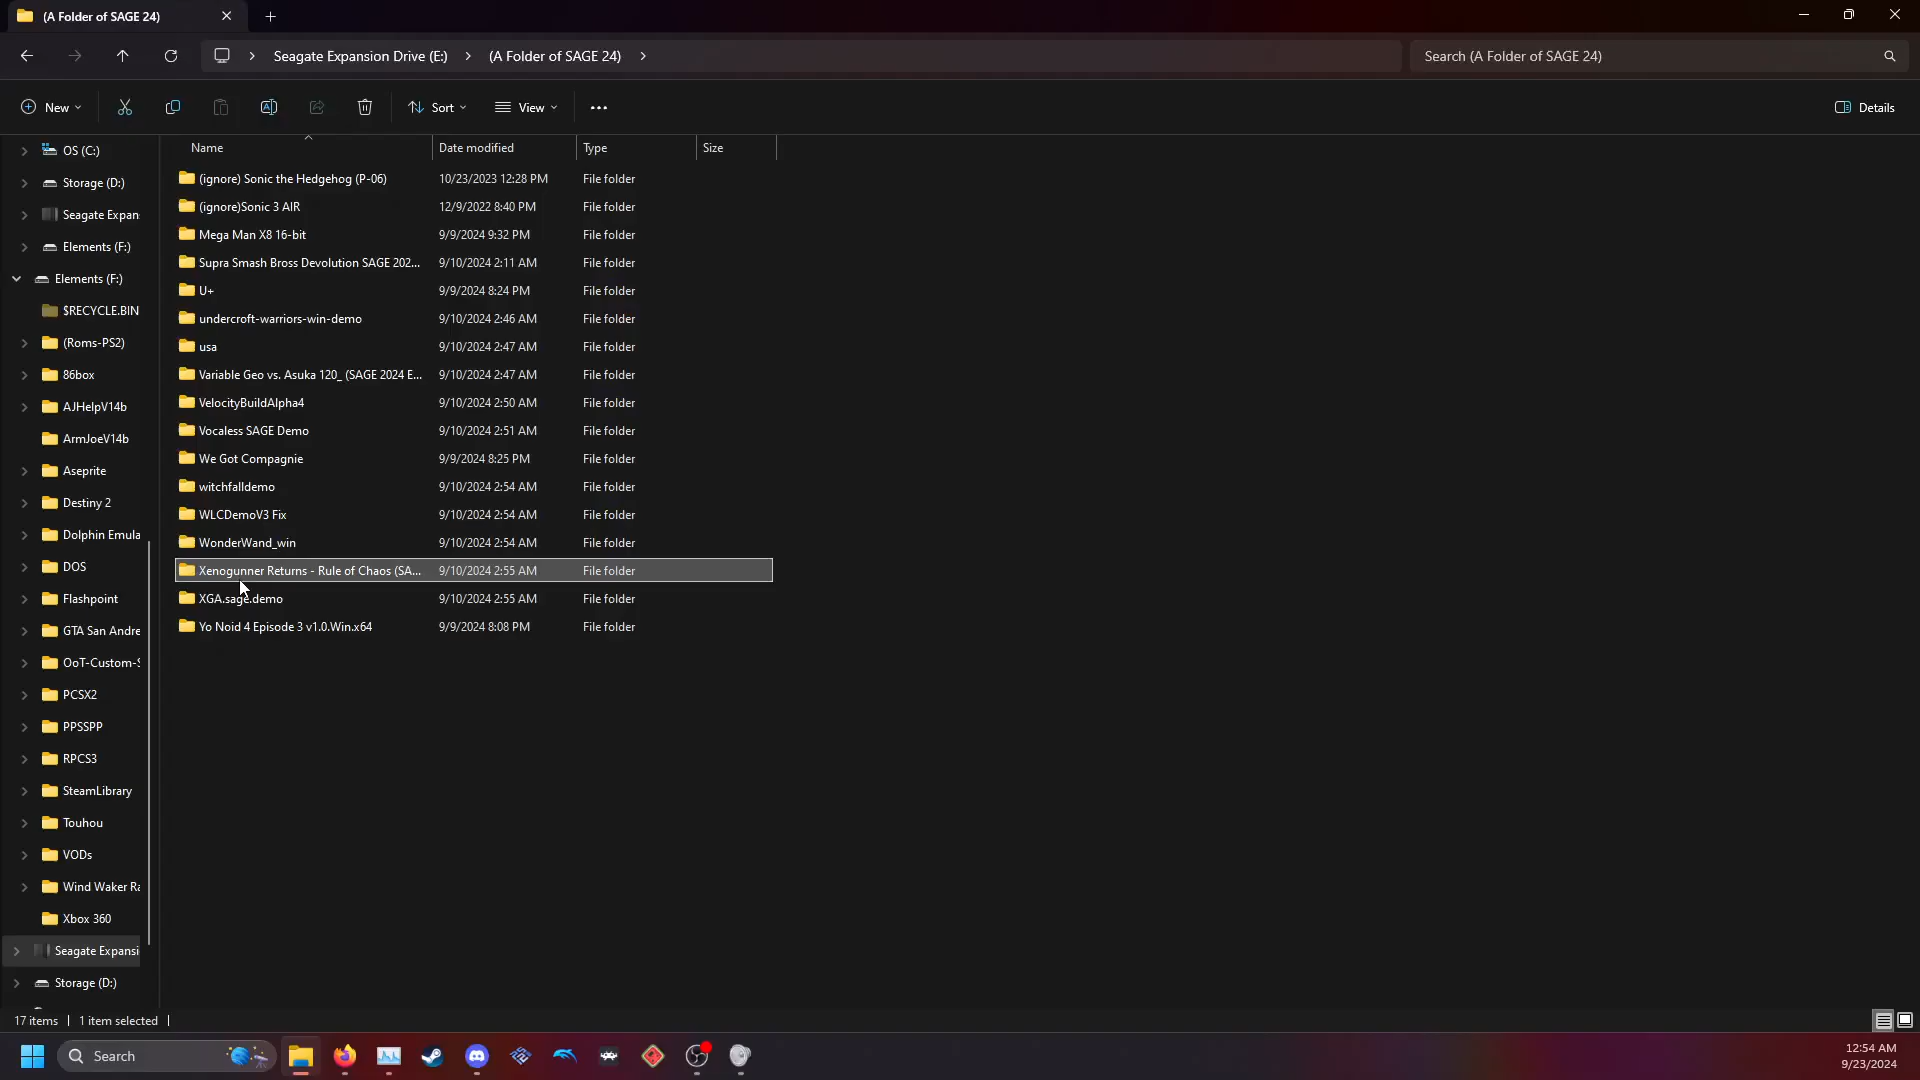 (A Folder of SAGE 24)
Seagate Expansion Drive (E:)
(A Folder of SAGE 24)
Search (A Folder of SAGE 24)
New
Sort
View
Details
OS (C:)
Storage (D:)
Seagate Expan
Elements (F:)
Elements (F:)
$RECYCLE.BIN
(Roms-PS2)
86box
AJHelpV14b
ArmJoeV14b
Aseprite
Destiny 2
Dolphin Emula
DOS
Flashpoint
GTA San Andre
OoT-Custom-S
PCSX2
PPSSPP
RPCS3
SteamLibrary
Touhou
VODs
Wind Waker Ra
Xbox 360
Seagate Expansi
Storage (D:)
Name Date modified Type Size
(ignore) Sonic the Hedgehog (P-06) 10/23/2023 12:28 PM File folder
(ignore)Sonic 3 AIR 12/9/2022 8:40 PM File folder
Mega Man X8 16-bit 9/9/2024 9:32 PM File folder
Supra Smash Bross Devolution SAGE 202... 9/10/2024 2:11 AM File folder
U+ 9/9/2024 8:24 PM File folder
undercroft-warriors-win-demo 9/10/2024 2:46 AM File folder
usa 9/10/2024 2:47 AM File folder
Variable Geo vs. Asuka 120_ (SAGE 2024 E... 9/10/2024 2:47 AM File folder
VelocityBuildAlpha4 9/10/2024 2:50 AM File folder
Vocaless SAGE Demo 9/10/2024 2:51 AM File folder
We Got Compagnie 9/9/2024 8:25 PM File folder
witchfalldemo 9/10/2024 2:54 AM File folder
WLCDemoV3 Fix 9/10/2024 2:54 AM File folder
WonderWand_win 9/10/2024 2:54 AM File folder
Xenogunner Returns - Rule of Chaos (SA... 9/10/2024 2:55 AM File folder
XGA.sage.demo 9/10/2024 2:55 AM File folder
Yo Noid 4 Episode 3 v1.0.Win.x64 9/9/2024 8:08 PM File folder
17 items 1 item selected
Search
12:54 AM
9/23/2024